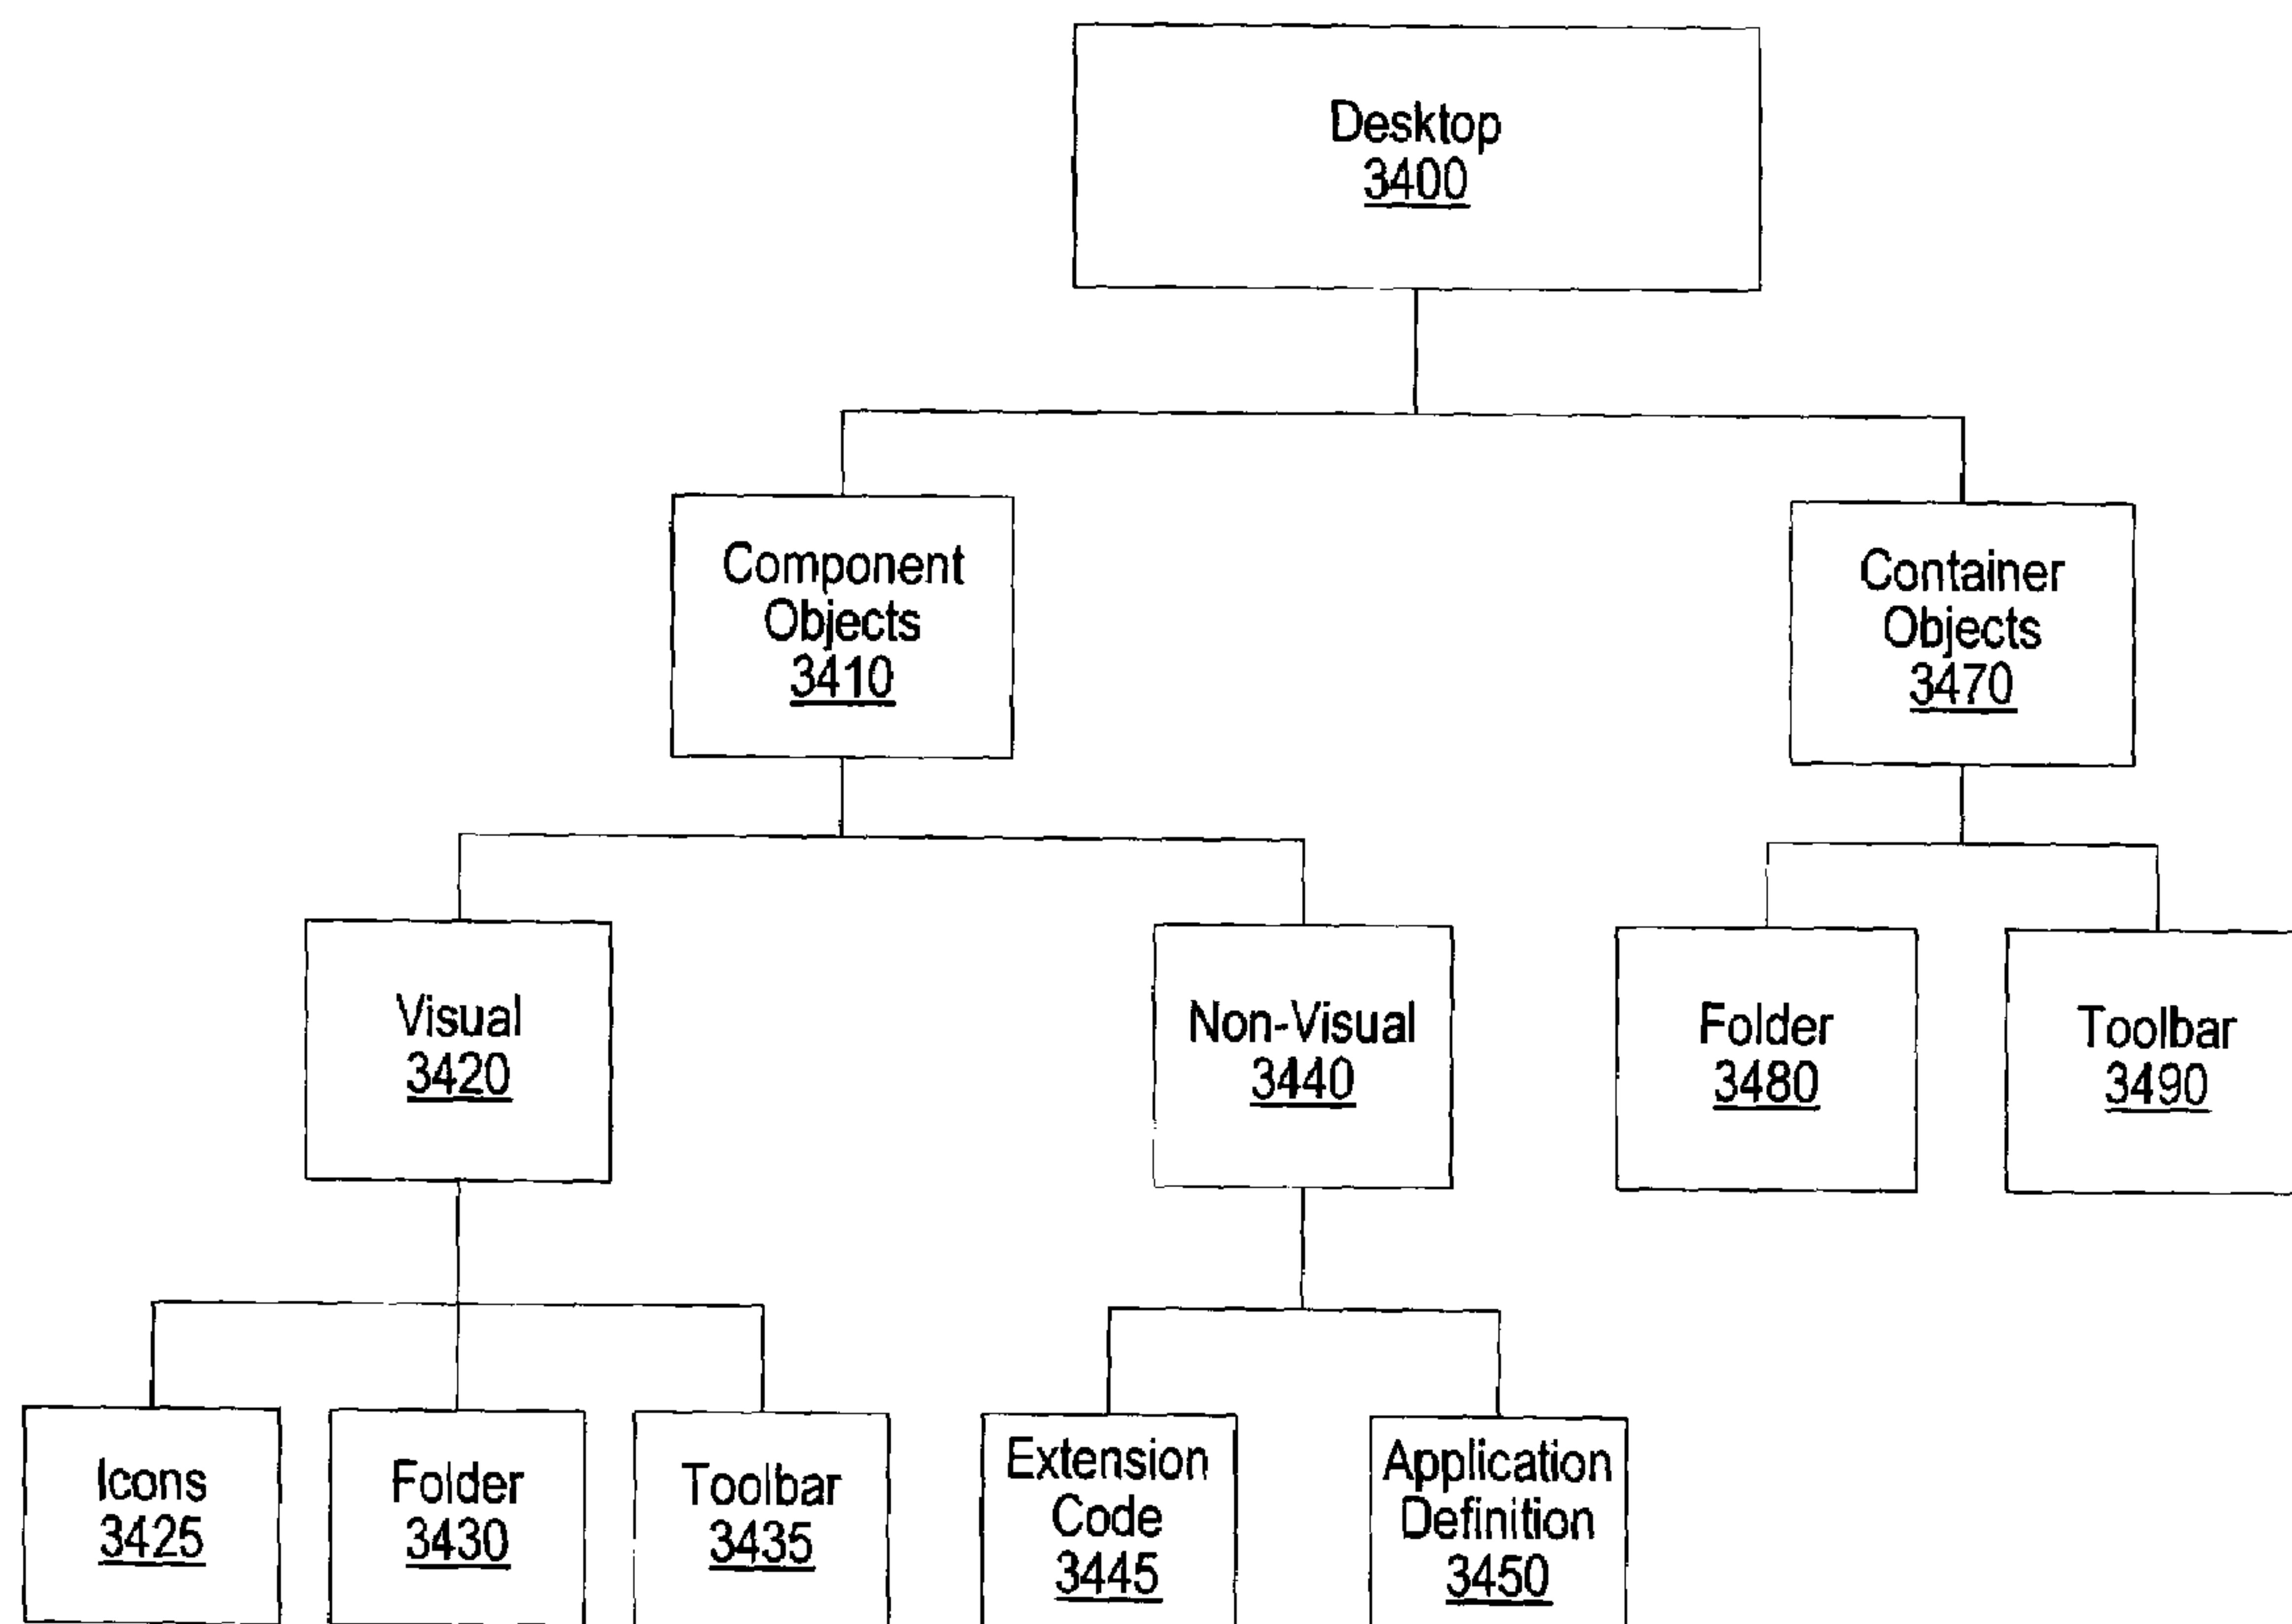 Desktop
3400
Component
Objects
3410
Container
Objects
3470
Visual
3420
Non-Visual
3440
Folder
3480
Toolbar
3490
Icons
3425
Folder
3430
Toolbar
3435
Extension
Code
3445
Application
Definition
3450